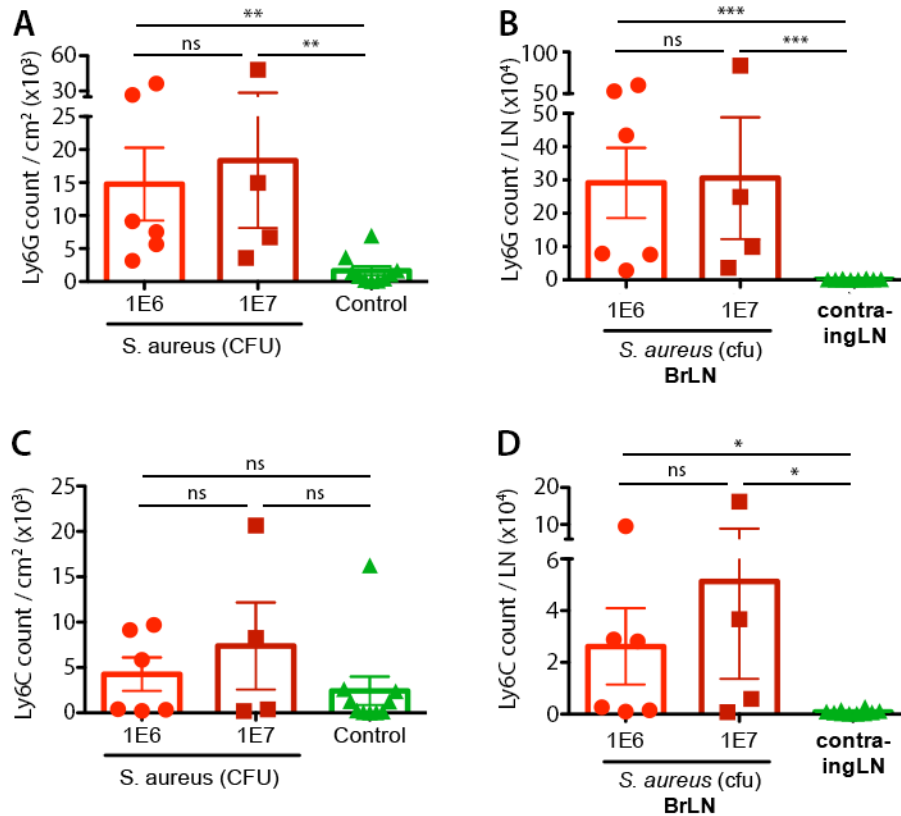 A
**
ns
**
Ly6G count / cm² (x10³)
60
30
25
20
15
10
5
0
1E6
1E7
Control
S. aureus (CFU)
B
***
ns
***
Ly6G count / LN (x10⁴)
100
50
50
40
30
20
10
0
1E6
1E7
contra-
ingLN
S. aureus (cfu)
BrLN
C
ns
ns
ns
Ly6C count / cm² (x10³)
25
20
15
10
5
0
1E6
1E7
Control
S. aureus (CFU)
D
*
ns
*
Ly6C count / LN (x10⁴)
20
10
6
4
2
0
1E6
1E7
contra-
ingLN
S. aureus (cfu)
BrLN